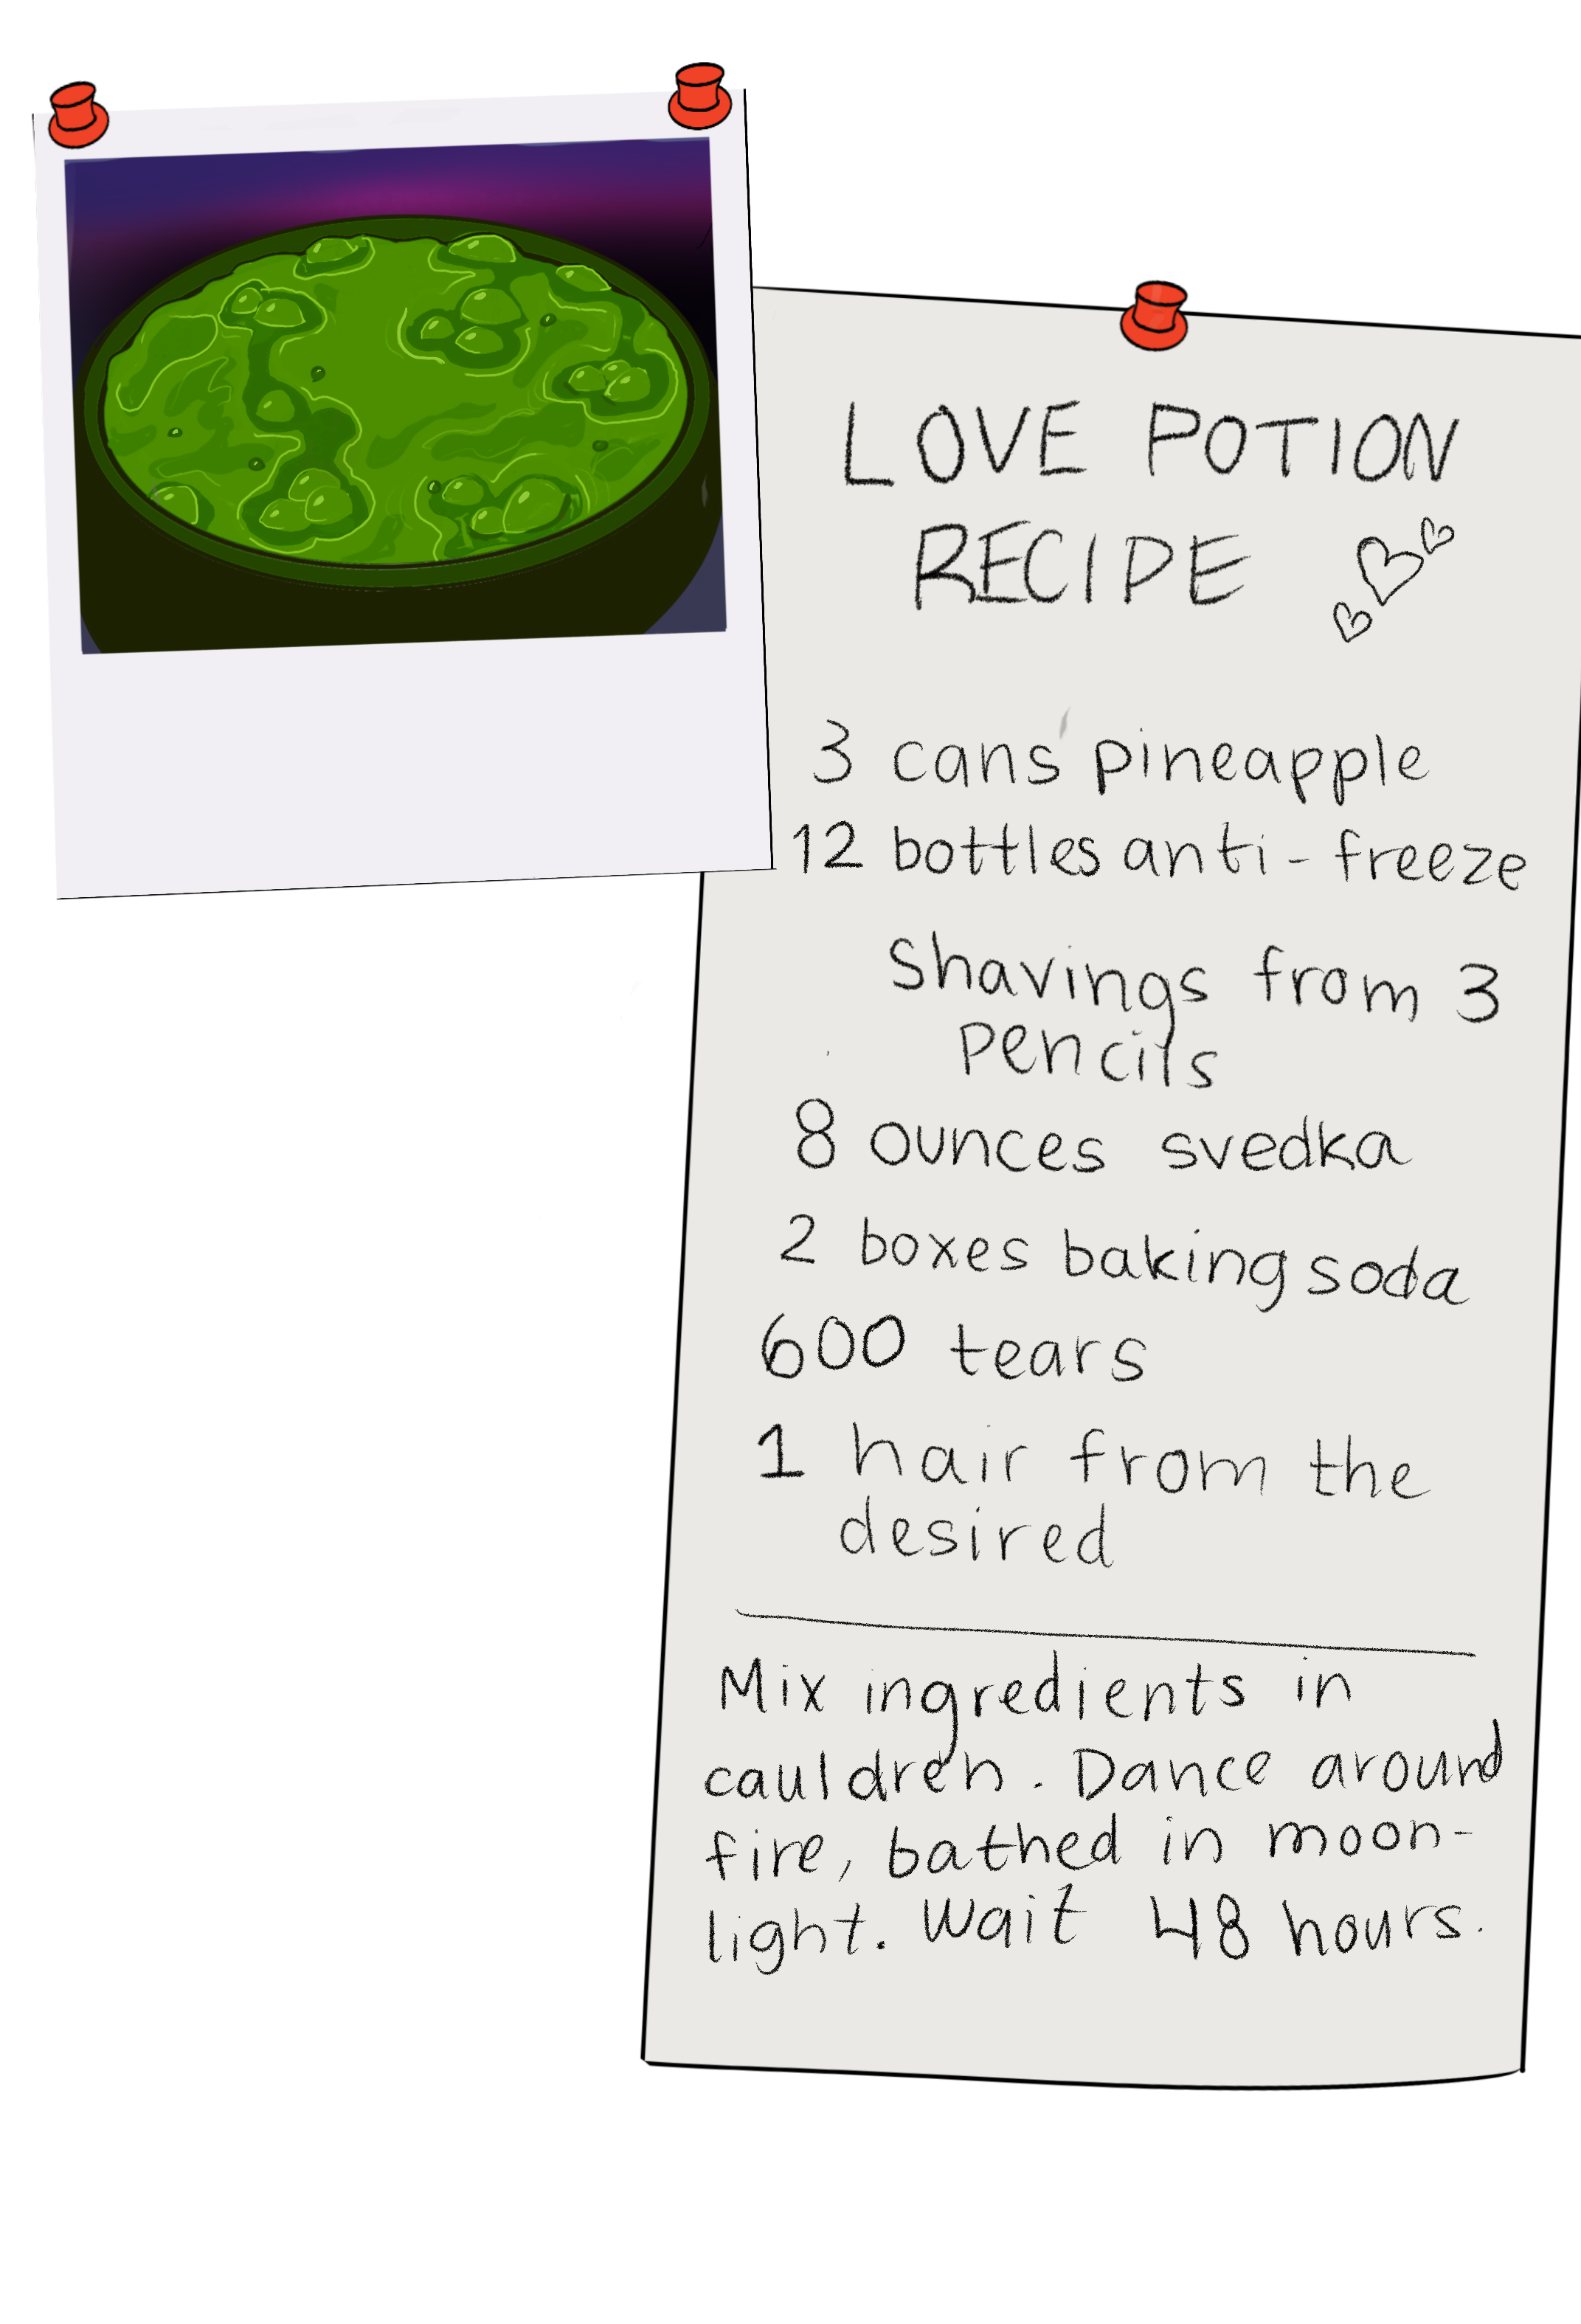 LOVE POTION
RECIPE
3 cans pineapple
12 bottles anti-freeze
Shavings from 3
pencils
8 ounces svedka
2 boxes baking soda
600 tears
1 hair from the
desired
Mix ingredients in
cauldren. Dance around
fire, bathed in moon-
light. Wait 48 hours.